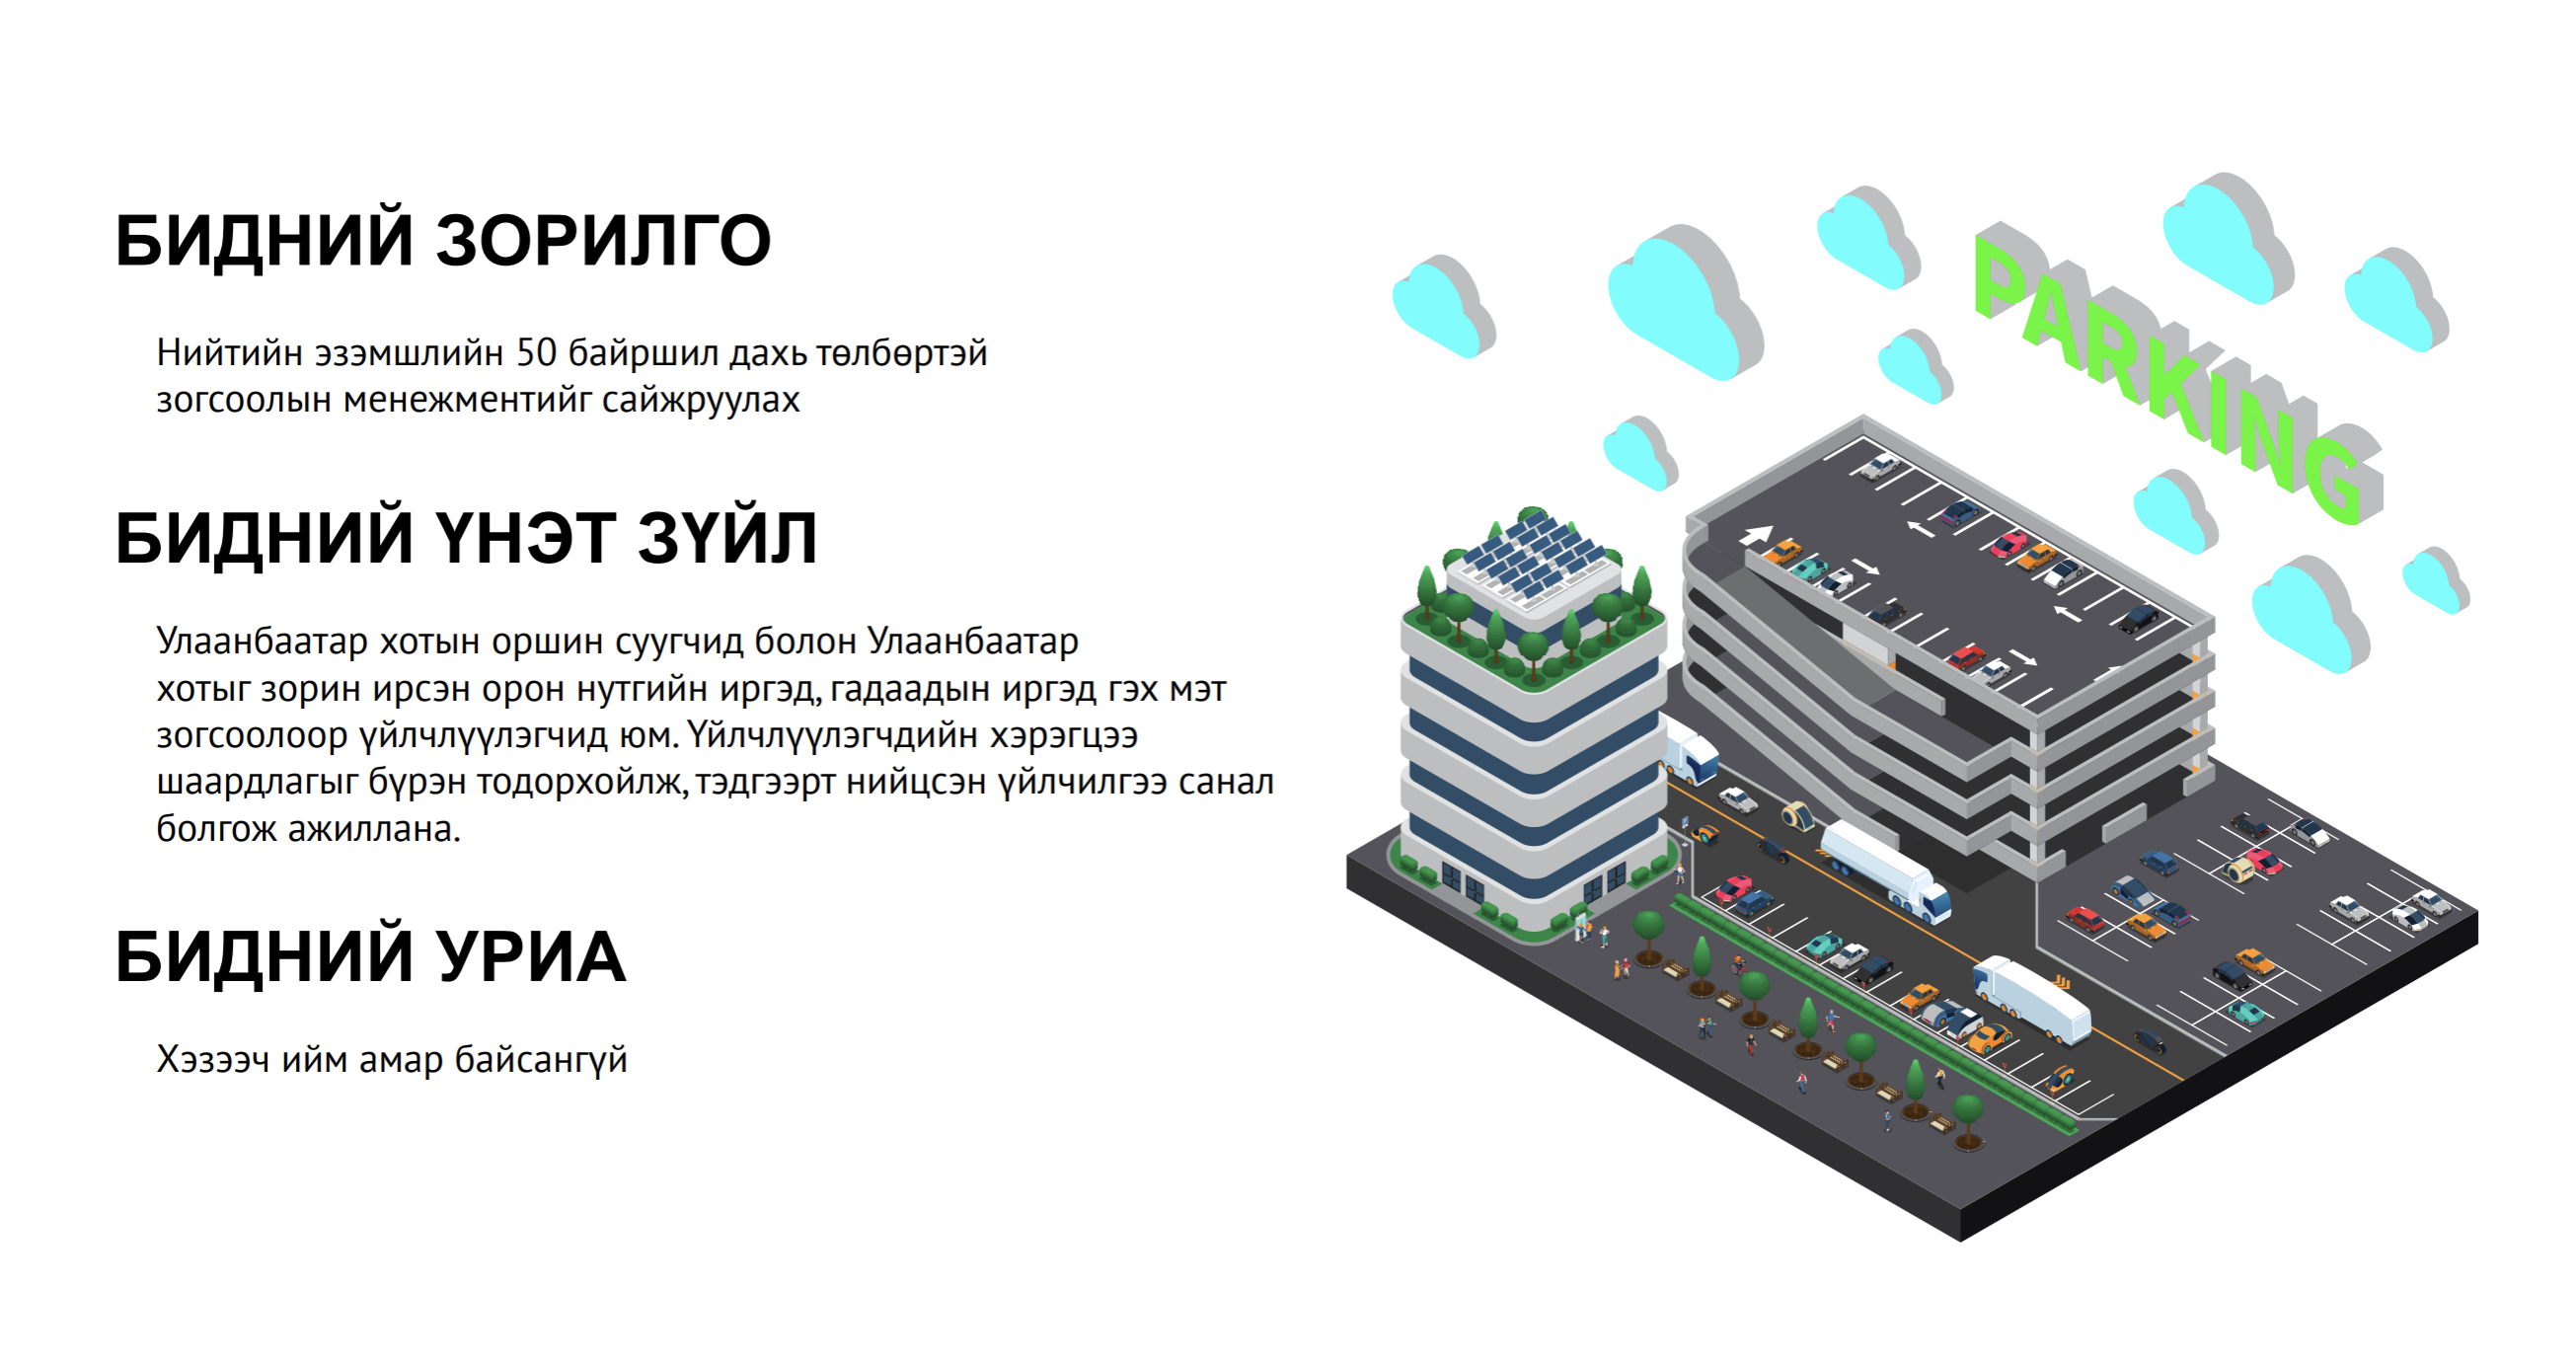 БИДНИЙ ЗОРИЛГО
Нийтийн эзэмшлийн 50 байршил дахь төлбөртэй
зогсоолын менежментийг сайжруулах
БИДНИЙ ҮНЭТ ЗҮЙЛ
Улаанбаатар хотын оршин суугчид болон Улаанбаатар
хотыг зорин ирсэн орон нутгийн иргэд, гадаадын иргэд гэх мэт
зогсоолоор үйлчлүүлэгчид юм. Үйлчлүүлэгчдийн хэрэгцээ
шаардлагыг бүрэн тодорхойлж, тэдгээрт нийцсэн үйлчилгээ санал
болгож ажиллана.
БИДНИЙ УРИА
Хэзээч ийм амар байсангүй
PARKING